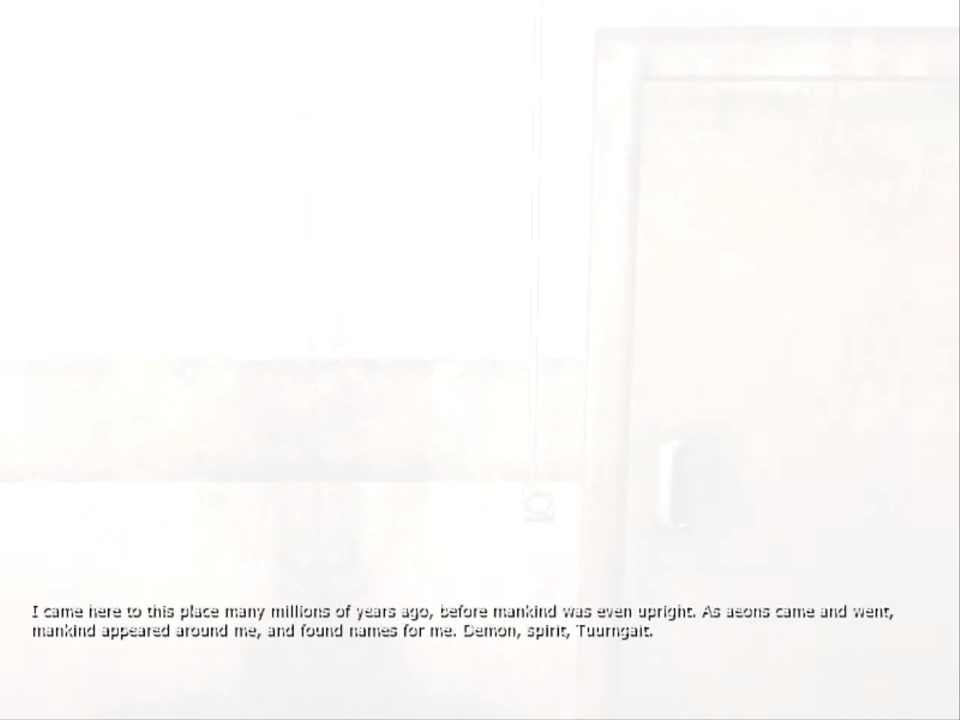 I came here to this place many millions of years ago, before mankind was even upright. As aeons came and went,
mankind appeared around me, and found names for me. Demon, spirit, Tuurngait.